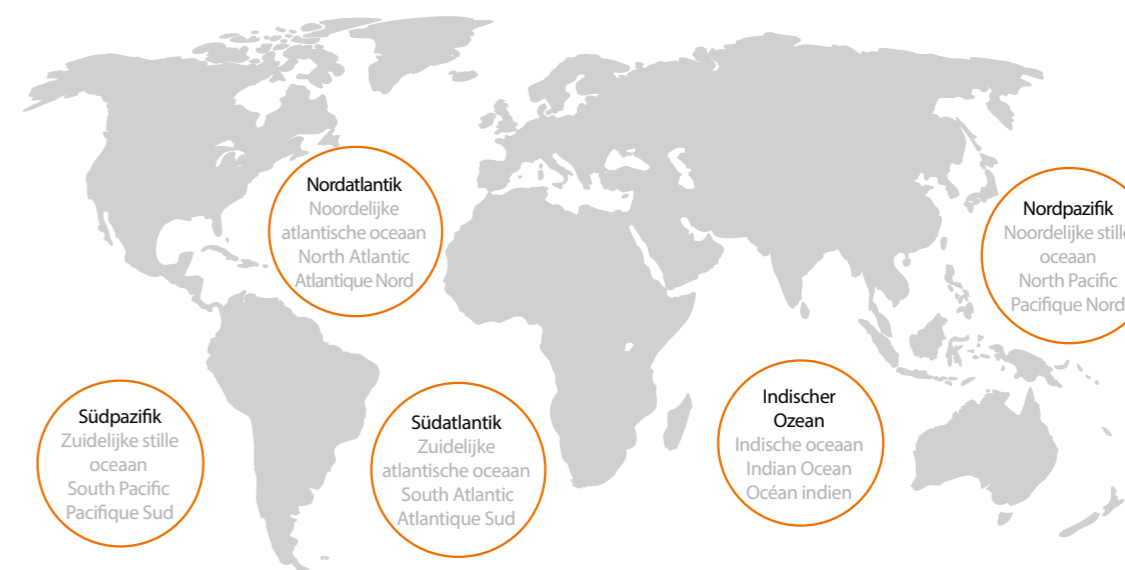 Nordatlantik
Noordelijke
atlantische oceaan
North Atlantic
Atlantique Nord
Nordpazifik
Noordelijke stille
oceaan
North Pacific
Pacifique Nord
Südpazifik
Zuidelijke stille
oceaan
South Pacific
Pacifique Sud
Südatlantik
Zuidelijke
atlantische oceaan
South Atlantic
Atlantique Sud
Indischer
Ozean
Indische oceaan
Indian Ocean
Océan indien